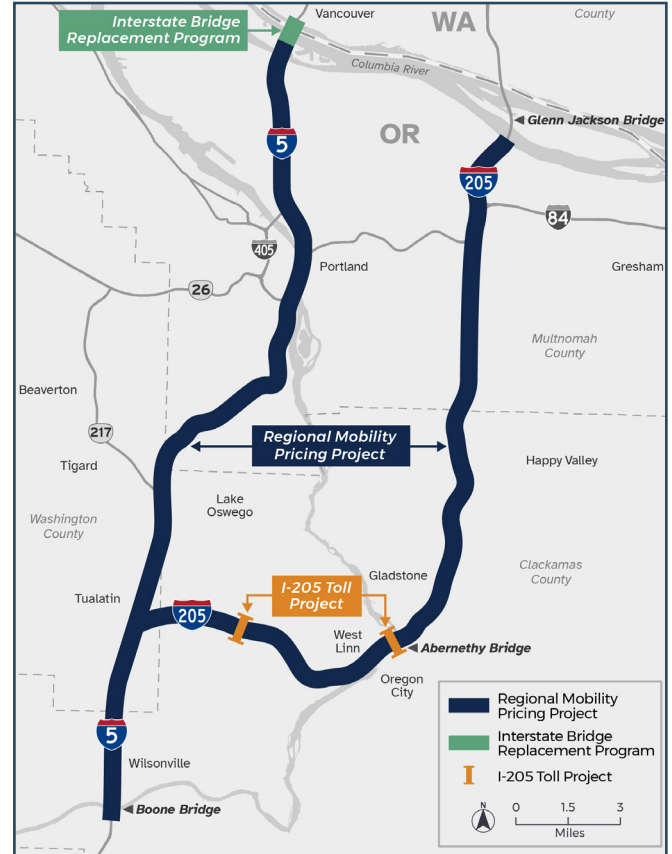 Interstate Bridge
Replacement Program
Vancouver
WA
County
Columbia River
Glenn Jackson Bridge
OR
5
205
84
405
Portland
Gresham
26
Multnomah
County
Beaverton
217
Regional Mobility
Pricing Project
Tigard
Happy Valley
Lake
Oswego
Washington
County
Clackamas
County
I-205 Toll
Project
Gladstone
Tualatin
205
West
Linn
Abernethy Bridge
Oregon
City
5
Wilsonville
Boone Bridge
Regional Mobility
Pricing Project
Interstate Bridge
Replacement Program
I-205 Toll Project
N
0 1.5 3
Miles